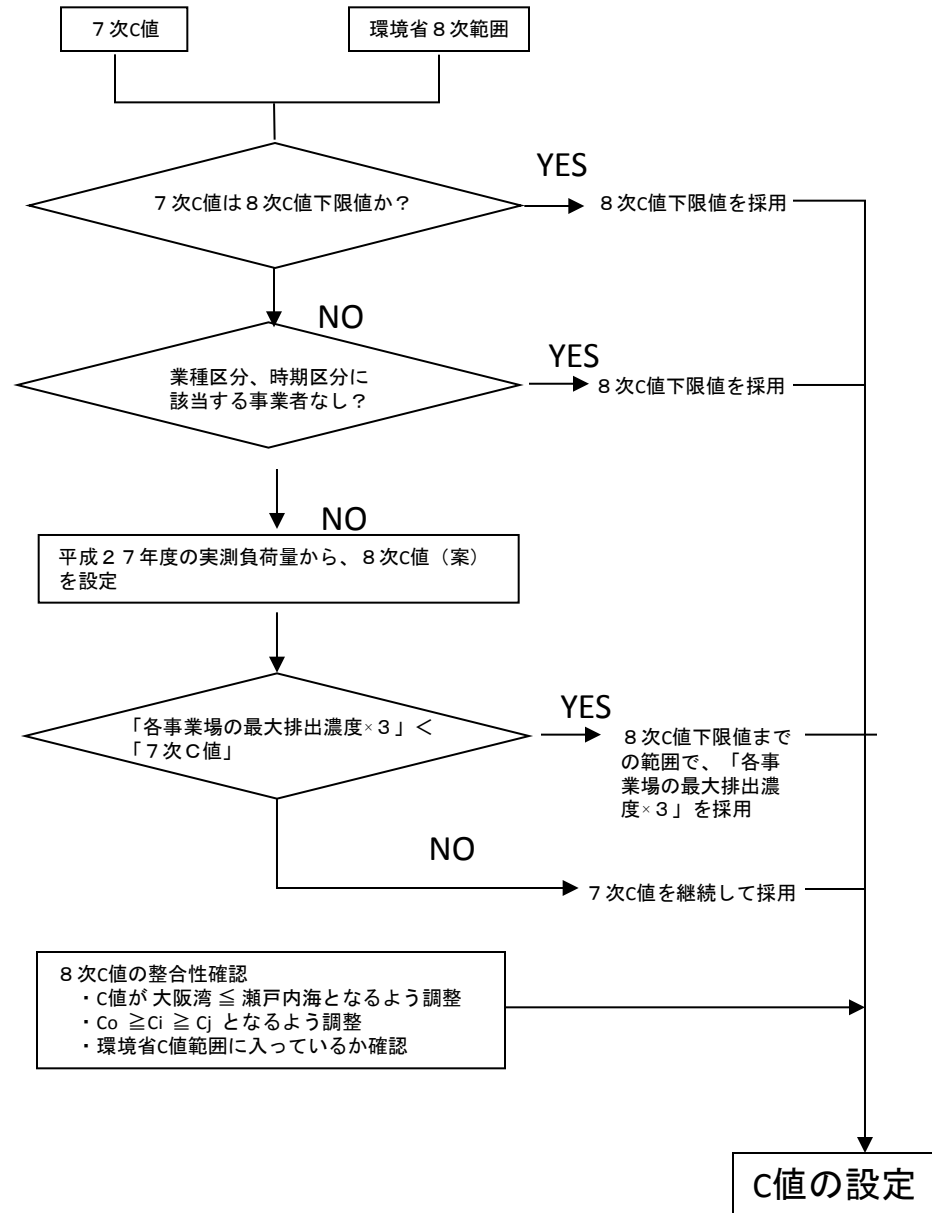 ７次C値
環境省８次範囲
７次C値は８次C値下限値か？
YES
８次C値下限値を採用
NO
業種区分、時期区分に
該当する事業者なし？
YES
８次C値下限値を採用
NO
平成２７年度の実測負荷量から、８次C値（案）
を設定
「各事業場の最大排出濃度×３」＜
「７次Ｃ値」
YES
８次C値下限値まで
の範囲で、「各事
業場の最大排出濃
度×３」を採用
NO
７次C値を継続して採用
８次C値の整合性確認
・C値が 大阪湾 ≦ 瀬戸内海となるよう調整
・Co ≧Ci ≧ Cj となるよう調整
・環境省C値範囲に入っているか確認
C値の設定